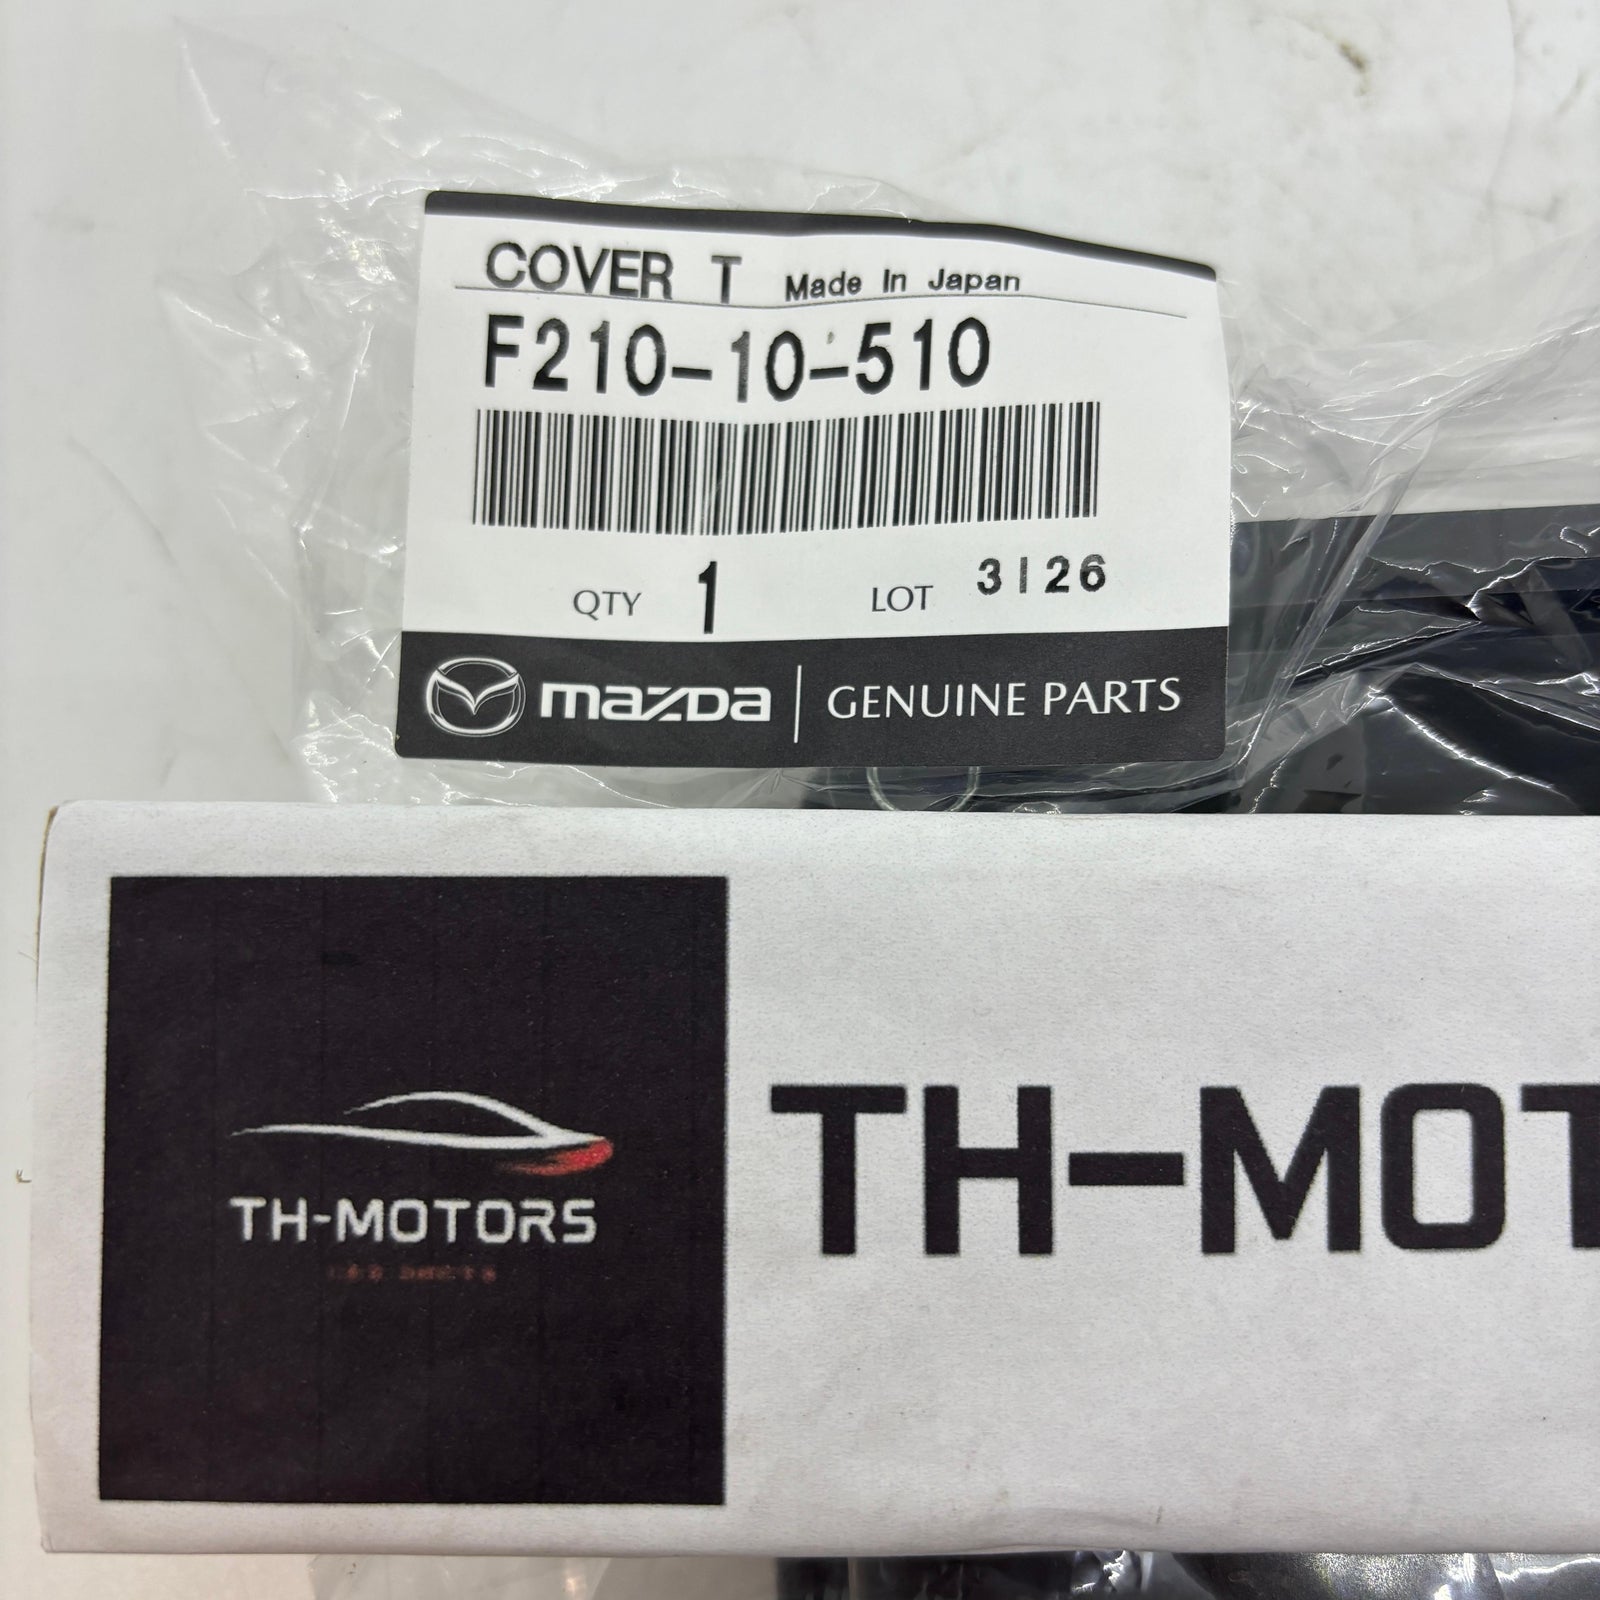 COVER T Made In Japan
F210-10-510
QTY 1 LOT 3126
mazda GENUINE PARTS
TH-MOT
TH-MOTORS